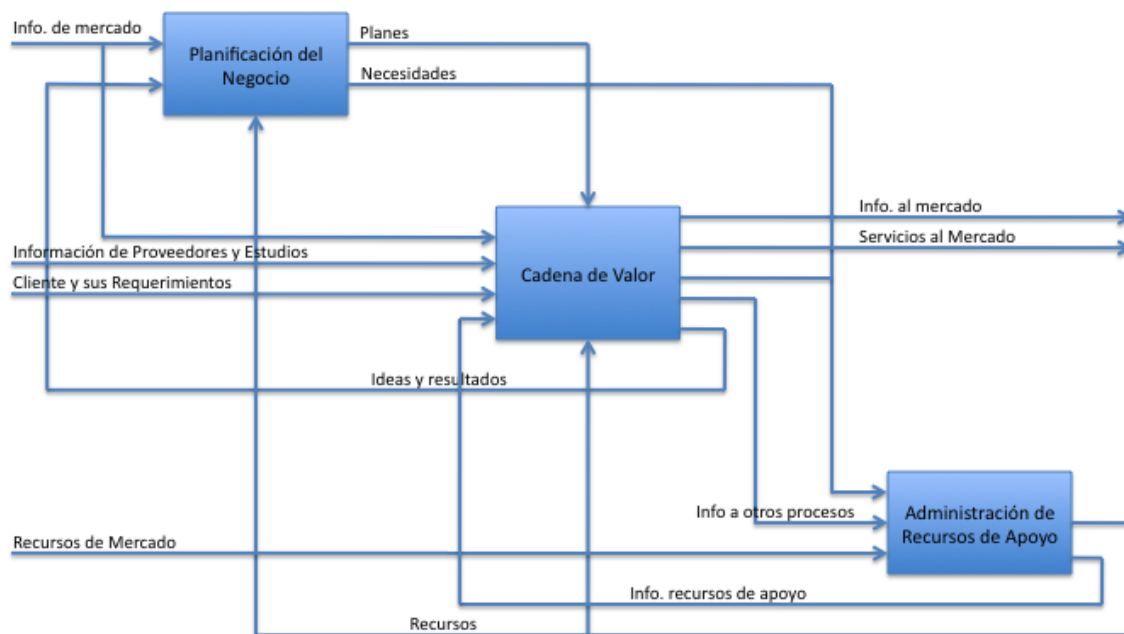 Info. de mercado
Planificación del
Negocio
Planes
Necesidades
Info. al mercado
Servicios al Mercado
Información de Proveedores y Estudios
Cliente y sus Requerimientos
Cadena de Valor
Ideas y resultados
Info a otros procesos
Administración de
Recursos de Apoyo
Recursos de Mercado
Info. recursos de apoyo
Recursos